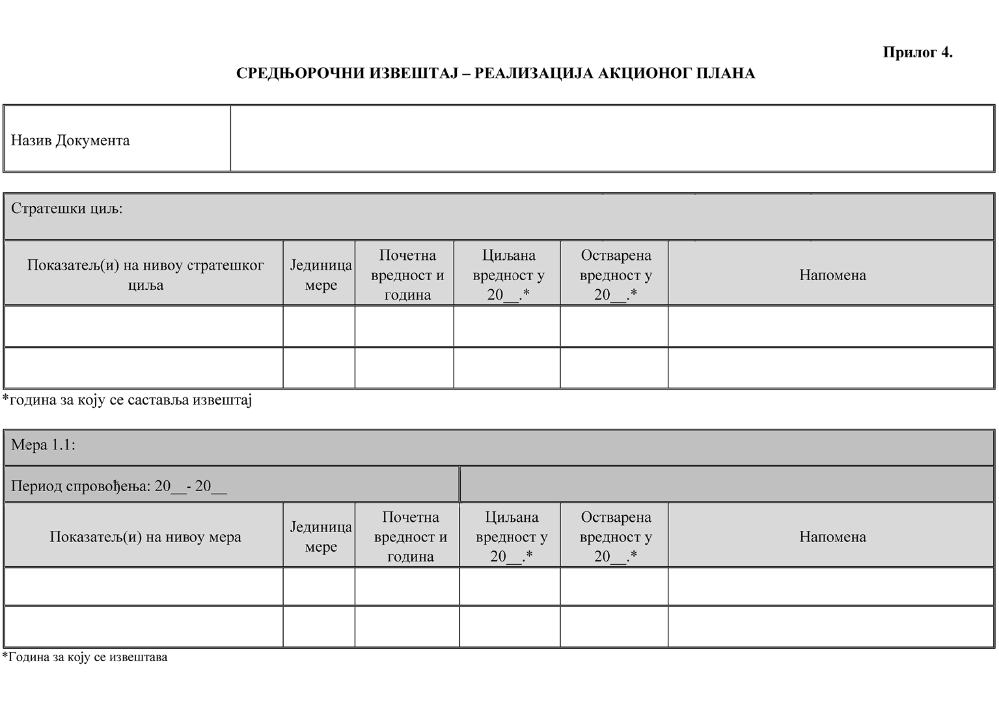 Прилог 4.
СРЕДЊОРОЧНИ ИЗВЕШТАЈ – РЕАЛИЗАЦИЈА АКЦИОНОГ ПЛАНА
Назив Документа
Стратешки циљ:
Показатељ(и) на нивоу стратешког
циља
Јединица
мере
Почетна
вредност и
година
Циљана
вредност у
20__.*
Остварена
вредност у
20__.*
Напомена
*година за коју се саставља извештај
Мера 1.1:
Период спровођења: 20__- 20__
Показатељ(и) на нивоу мера
Јединица
мере
Почетна
вредност и
година
Циљана
вредност у
20__.*
Остварена
вредност у
20__.*
Напомена
*Година за коју се извештава